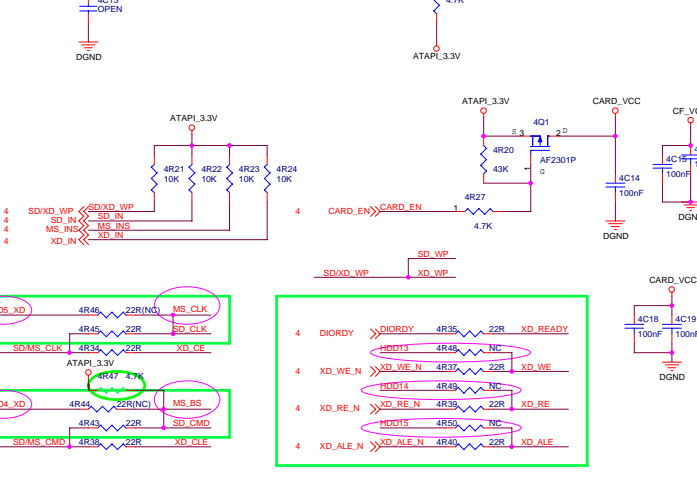 4C13
OPEN
DGND
4.7K
ATAPI_3.3V
ATAPI_3.3V
4R21
10K
4R22
10K
4R23
10K
4R24
10K
4 SD/XD_WP SD/XD_WP
4 SD_IN SD_IN
4 MS_INS MS_INS
4 XD_IN XD_IN
ATAPI_3.3V
4Q1
CARD_VCC
S 3
2 D
4R20
43K
AF2301P
1
G
4R27
4 CARD_EN CARD_EN 1
4.7K
4C14
100nF
DGND
CF_VC
4C15
100nF
DGN
SD_WP
SD/XD_WP XD_WP
D5_XD 4R46 22R(NC) MS_CLK
4R45 22R SD_CLK
SD/MS_CLK 4R34 22R XD_CE
ATAPI_3.3V
4R47 4.7K
D4_XD 4R44 22R(NC) MS_BS
4R43 22R SD_CMD
SD/MS_CMD 4R38 22R XD_CLE
4 DIORDY DIORDY 4R35 22R XD_READY
HDD13 4R48 NC
4 XD_WE_N XD_WE_N 4R37 22R XD_WE
HDD14 4R49 NC
4 XD_RE_N XD_RE_N 4R39 22R XD_RE
HDD15 4R50 NC
4 XD_ALE_N XD_ALE_N 4R40 22R XD_ALE
CARD_VCC
4C18
100nF
4C19
100nF
DGND